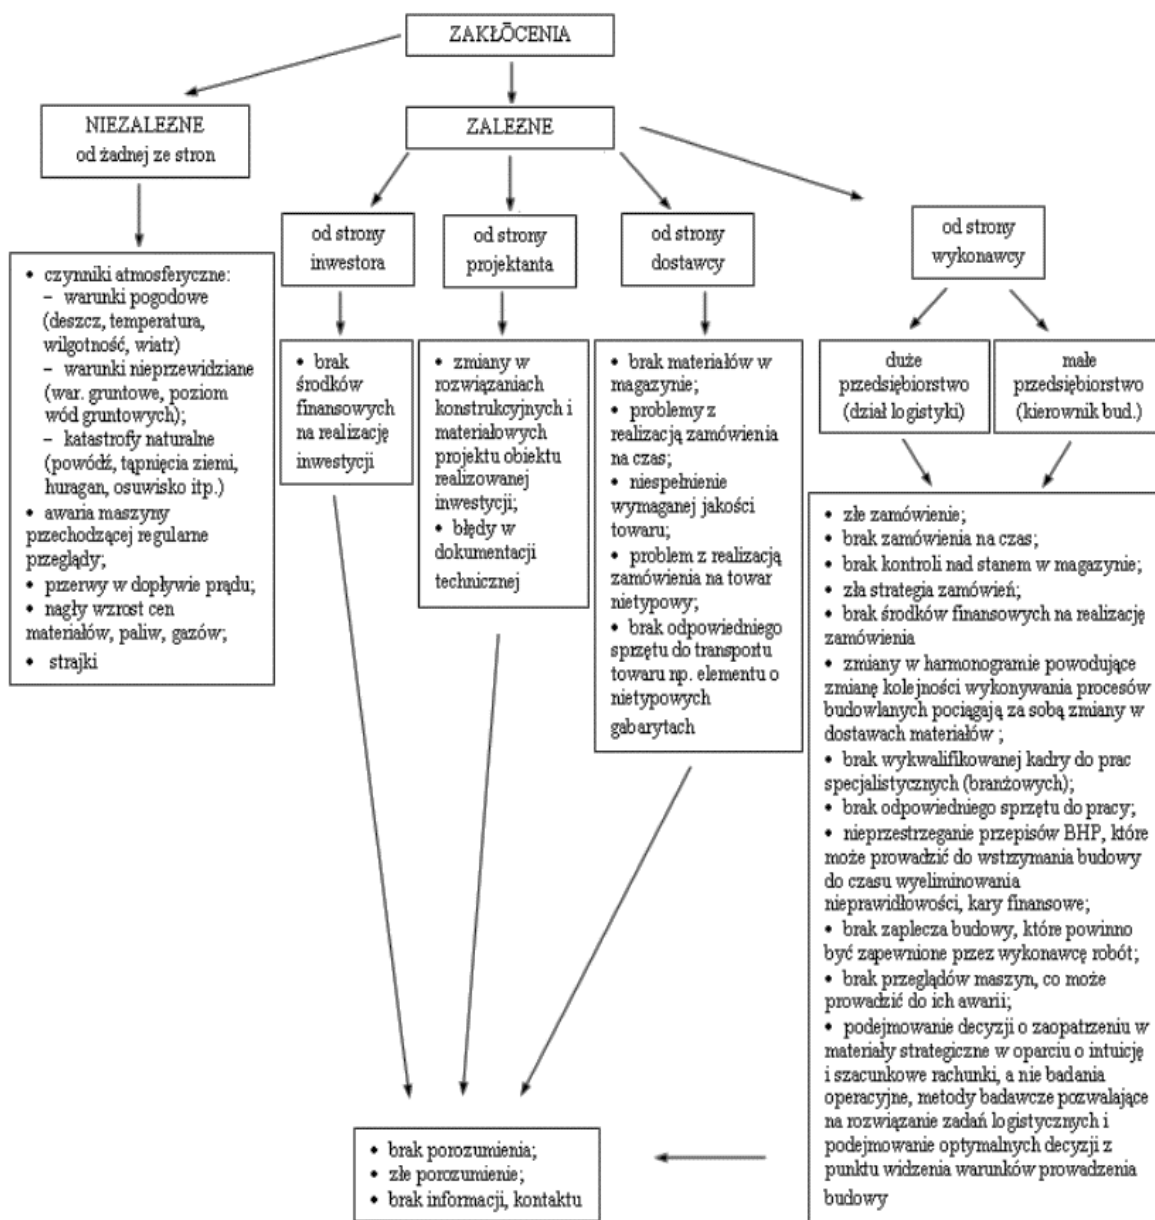 ZAKŁŌCENIA
NIEZALEŻNE
od żadnej ze stron
ZALEŻNE
od strony
inwestora
od strony
projektanta
od strony
dostawcy
od strony
wykonawcy
• czynniki atmosferyczne:
– warunki pogodowe
(deszcz, temperatura,
wilgotność, wiatr)
– warunki nieprzewidziane
(war. gruntowe, poziom
wód gruntowych);
– katastrofy naturalne
(powódź, tąpnięcia ziemi,
huragan, osuwisko itp.)
• awaria maszyny
przechodzącej regularne
przeglądy;
• przerwy w dopływie prądu;
• nagły wzrost cen
materiałów, paliw, gazów;
• strajki
• brak
środków
finansowych
na realizację
inwestycji
• zmiany w
rozwiązaniach
konstrukcyjnych i
materiałowych
projektu obiektu
realizowanej
inwestycji;
• błędy w
dokumentacji
technicznej
• brak materiałów w
magazynie;
• problemy z
realizacją zamówienia
na czas;
• niespełnienie
wymaganej jakości
towaru;
• problem z realizacją
zamówienia na towar
nietypowy;
• brak odpowiedniego
sprzętu do transportu
towaru np. elementu o
nietypowych
gabarytach
duże
przedsiębiorstwo
(dział logistyki)
małe
przedsiębiorstwo
(kierownik bud.)
• złe zamówienie;
• brak zamówienia na czas;
• brak kontroli nad stanem w magazynie;
• zła strategia zamówień;
• brak środków finansowych na realizację
zamówienia
• zmiany w harmonogramie powodujące
zmianę kolejności wykonywania procesów
budowlanych pociągają za sobą zmiany w
dostawach materiałów ;
• brak wykwalifikowanej kadry do prac
specjalistycznych (branżowych);
• brak odpowiedniego sprzętu do pracy;
• nieprzestrzeganie przepisów BHP, które
może prowadzić do wstrzymania budowy
do czasu wyeliminowania
nieprawidłowości, kary finansowe;
• brak zaplecza budowy, które powinno
być zapewnione przez wykonawcę robót;
• brak przeglądów maszyn, co może
prowadzić do ich awarii;
• podejmowanie decyzji o zaopatrzeniu w
materiały strategiczne w oparciu o intuicję
i szacunkowe rachunki, a nie badania
operacyjne, metody badawcze pozwalające
na rozwiązanie zadań logistycznych i
podejmowanie optymalnych decyzji z
punktu widzenia warunków prowadzenia
budowy
• brak porozumienia;
• złe porozumienie;
• brak informacji, kontaktu